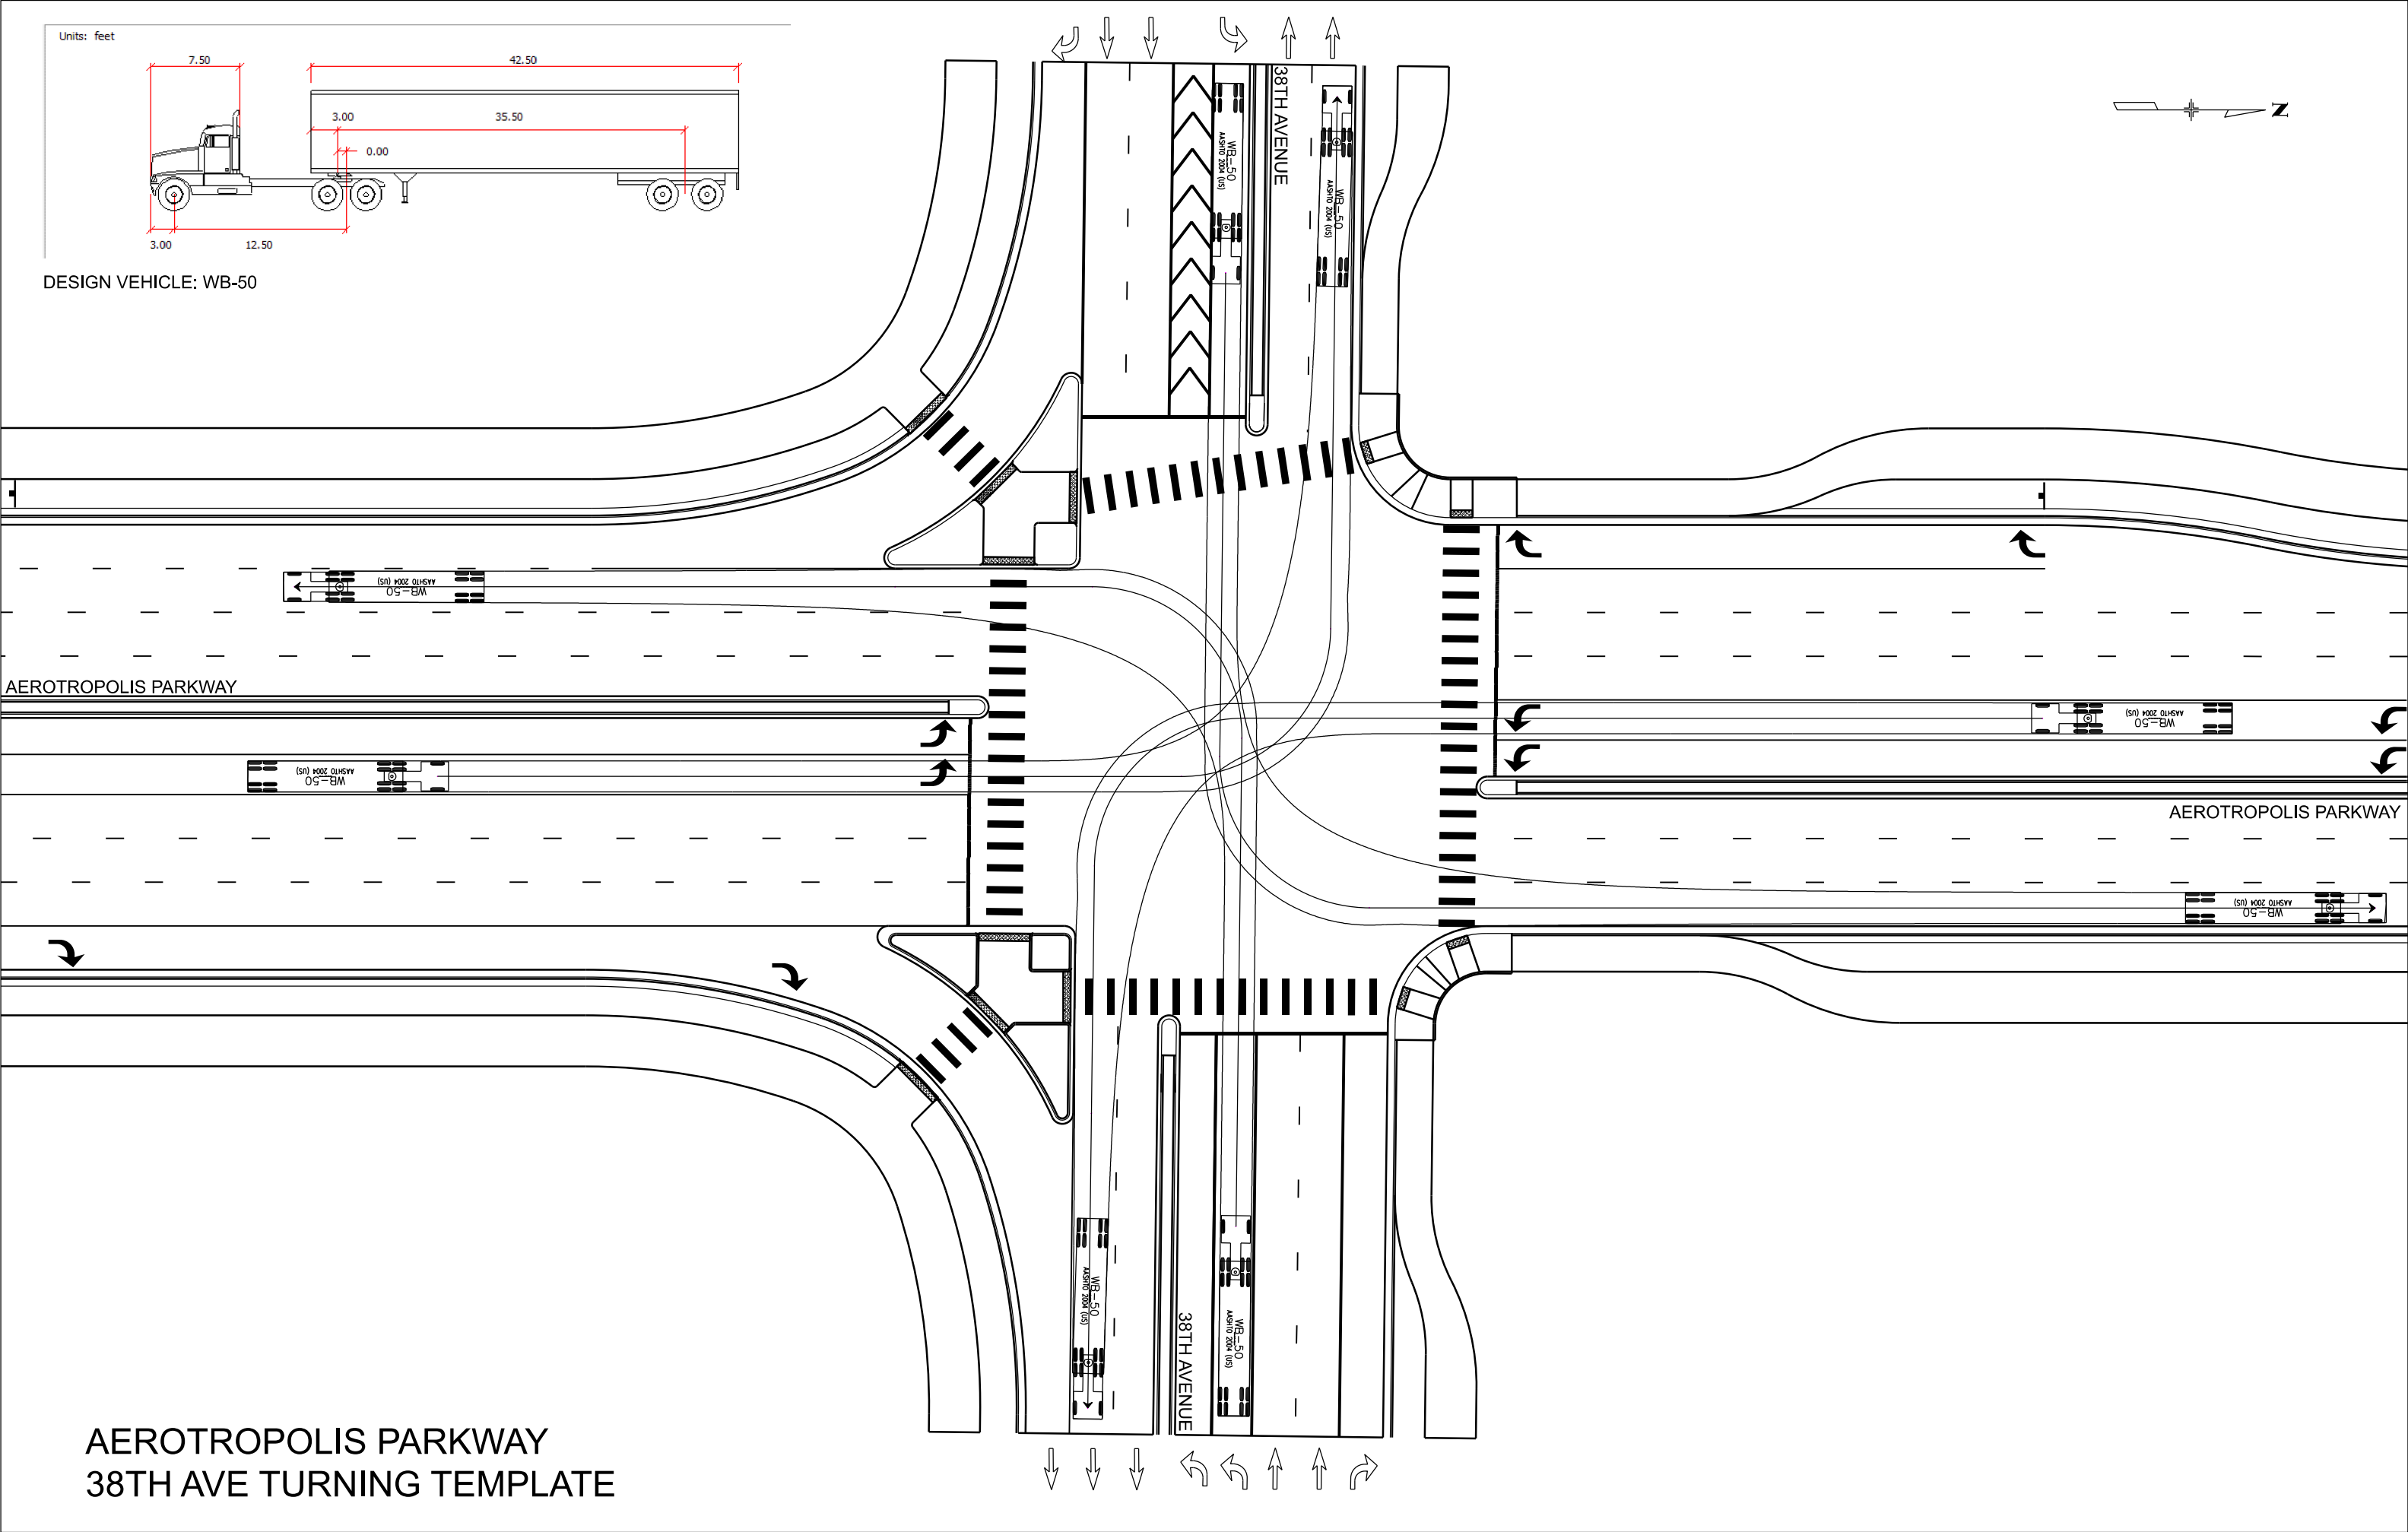 Units: feet
7.50
42.50
3.00
35.50
0.00
3.00
12.50
DESIGN VEHICLE: WB-50
N
38TH AVENUE
WB-50
AASHTO 2004 (US)
WB-50
AASHTO 2004 (US)
WB-50
AASHTO 2004 (US)
AEROTROPOLIS PARKWAY
WB-50
AASHTO 2004 (US)
WB-50
AASHTO 2004 (US)
AEROTROPOLIS PARKWAY
WB-50
AASHTO 2004 (US)
WB-50
AASHTO 2004 (US)
WB-50
AASHTO 2004 (US)
38TH AVENUE
AEROTROPOLIS PARKWAY
38TH AVE TURNING TEMPLATE